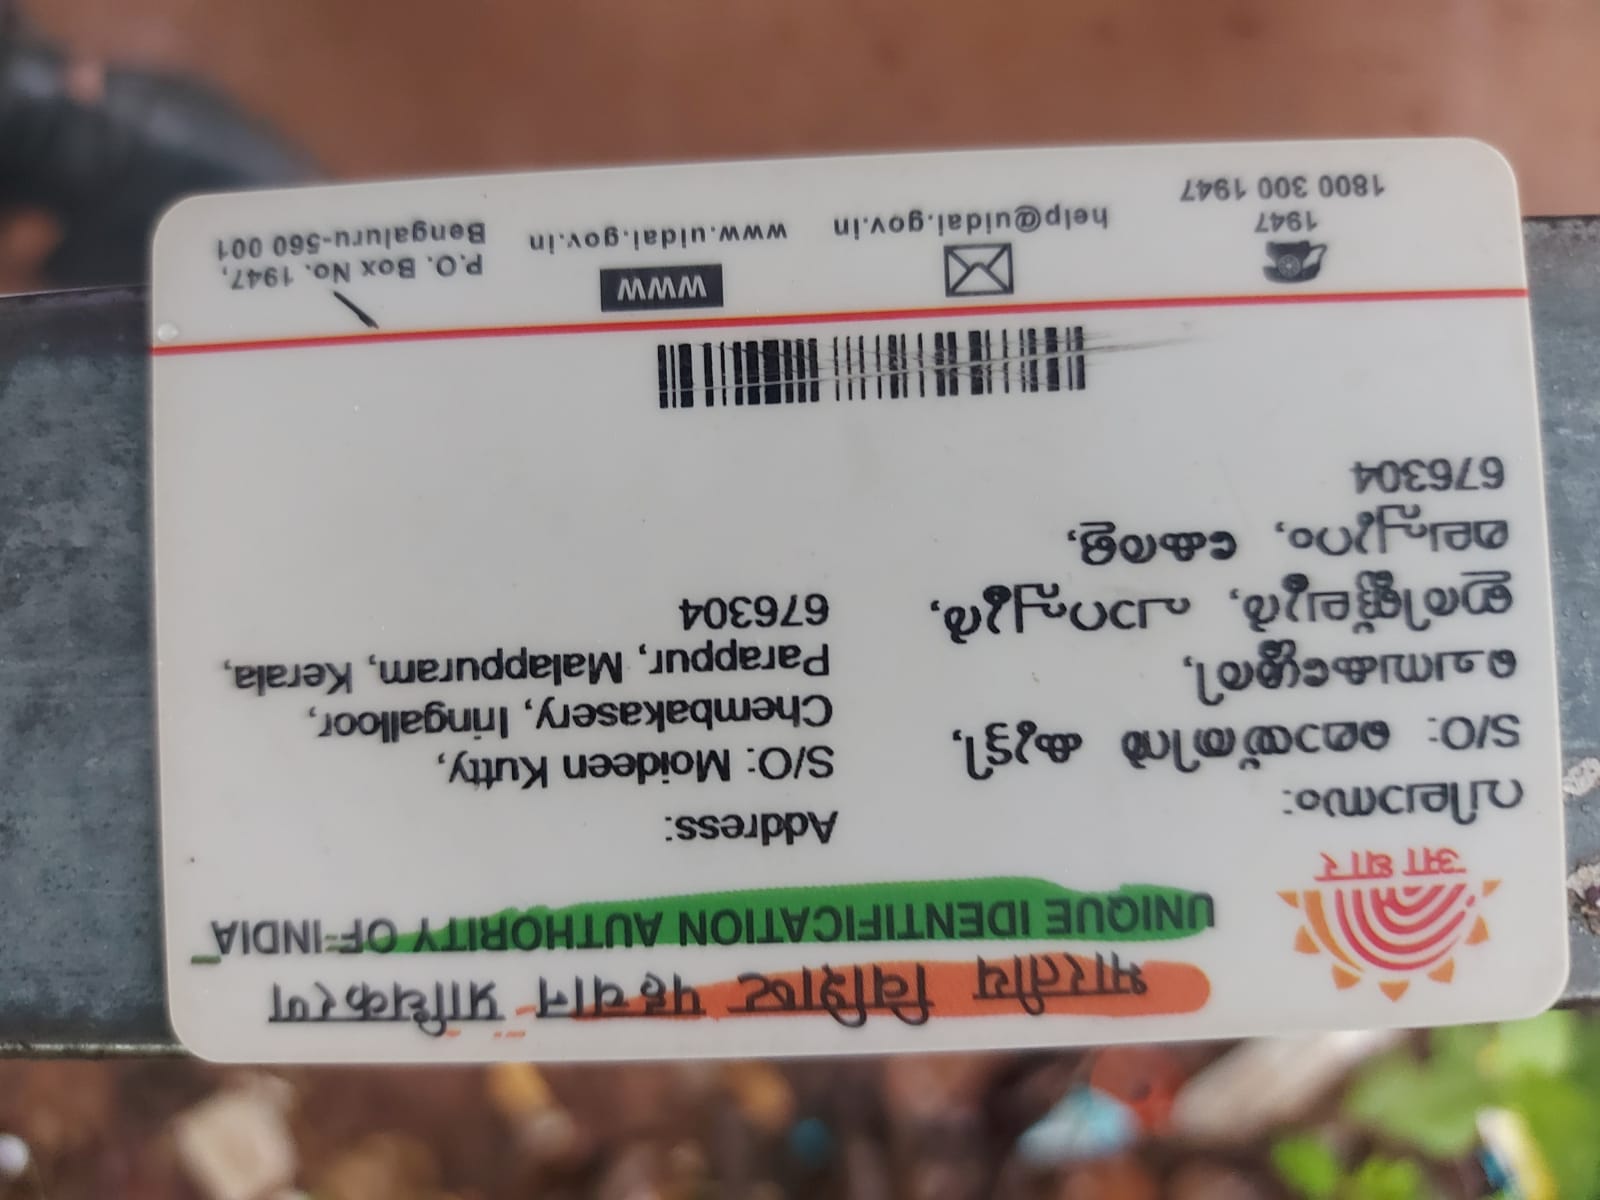 भारतीय विशिष्ट पहचान प्राधिकरण
UNIQUE IDENTIFICATION AUTHORITY OF INDIA
आधार
വിലാസം:
S/O: മൊയ്തീൻ കുട്ടി,
ചെമ്പകശ്ശേരി,
ഇരിങ്ങല്ലൂർ, പറപ്പൂർ,
മലപ്പുറം, കേരള,
676304
Address:
S/O: Moideen Kutty,
Chembakasery, Iringalloor,
Parappur, Malappuram, Kerala,
676304
1947
1800 300 1947
help@uidai.gov.in
WWW
www.uidai.gov.in
P.O. Box No. 1947,
Bengaluru-560 001